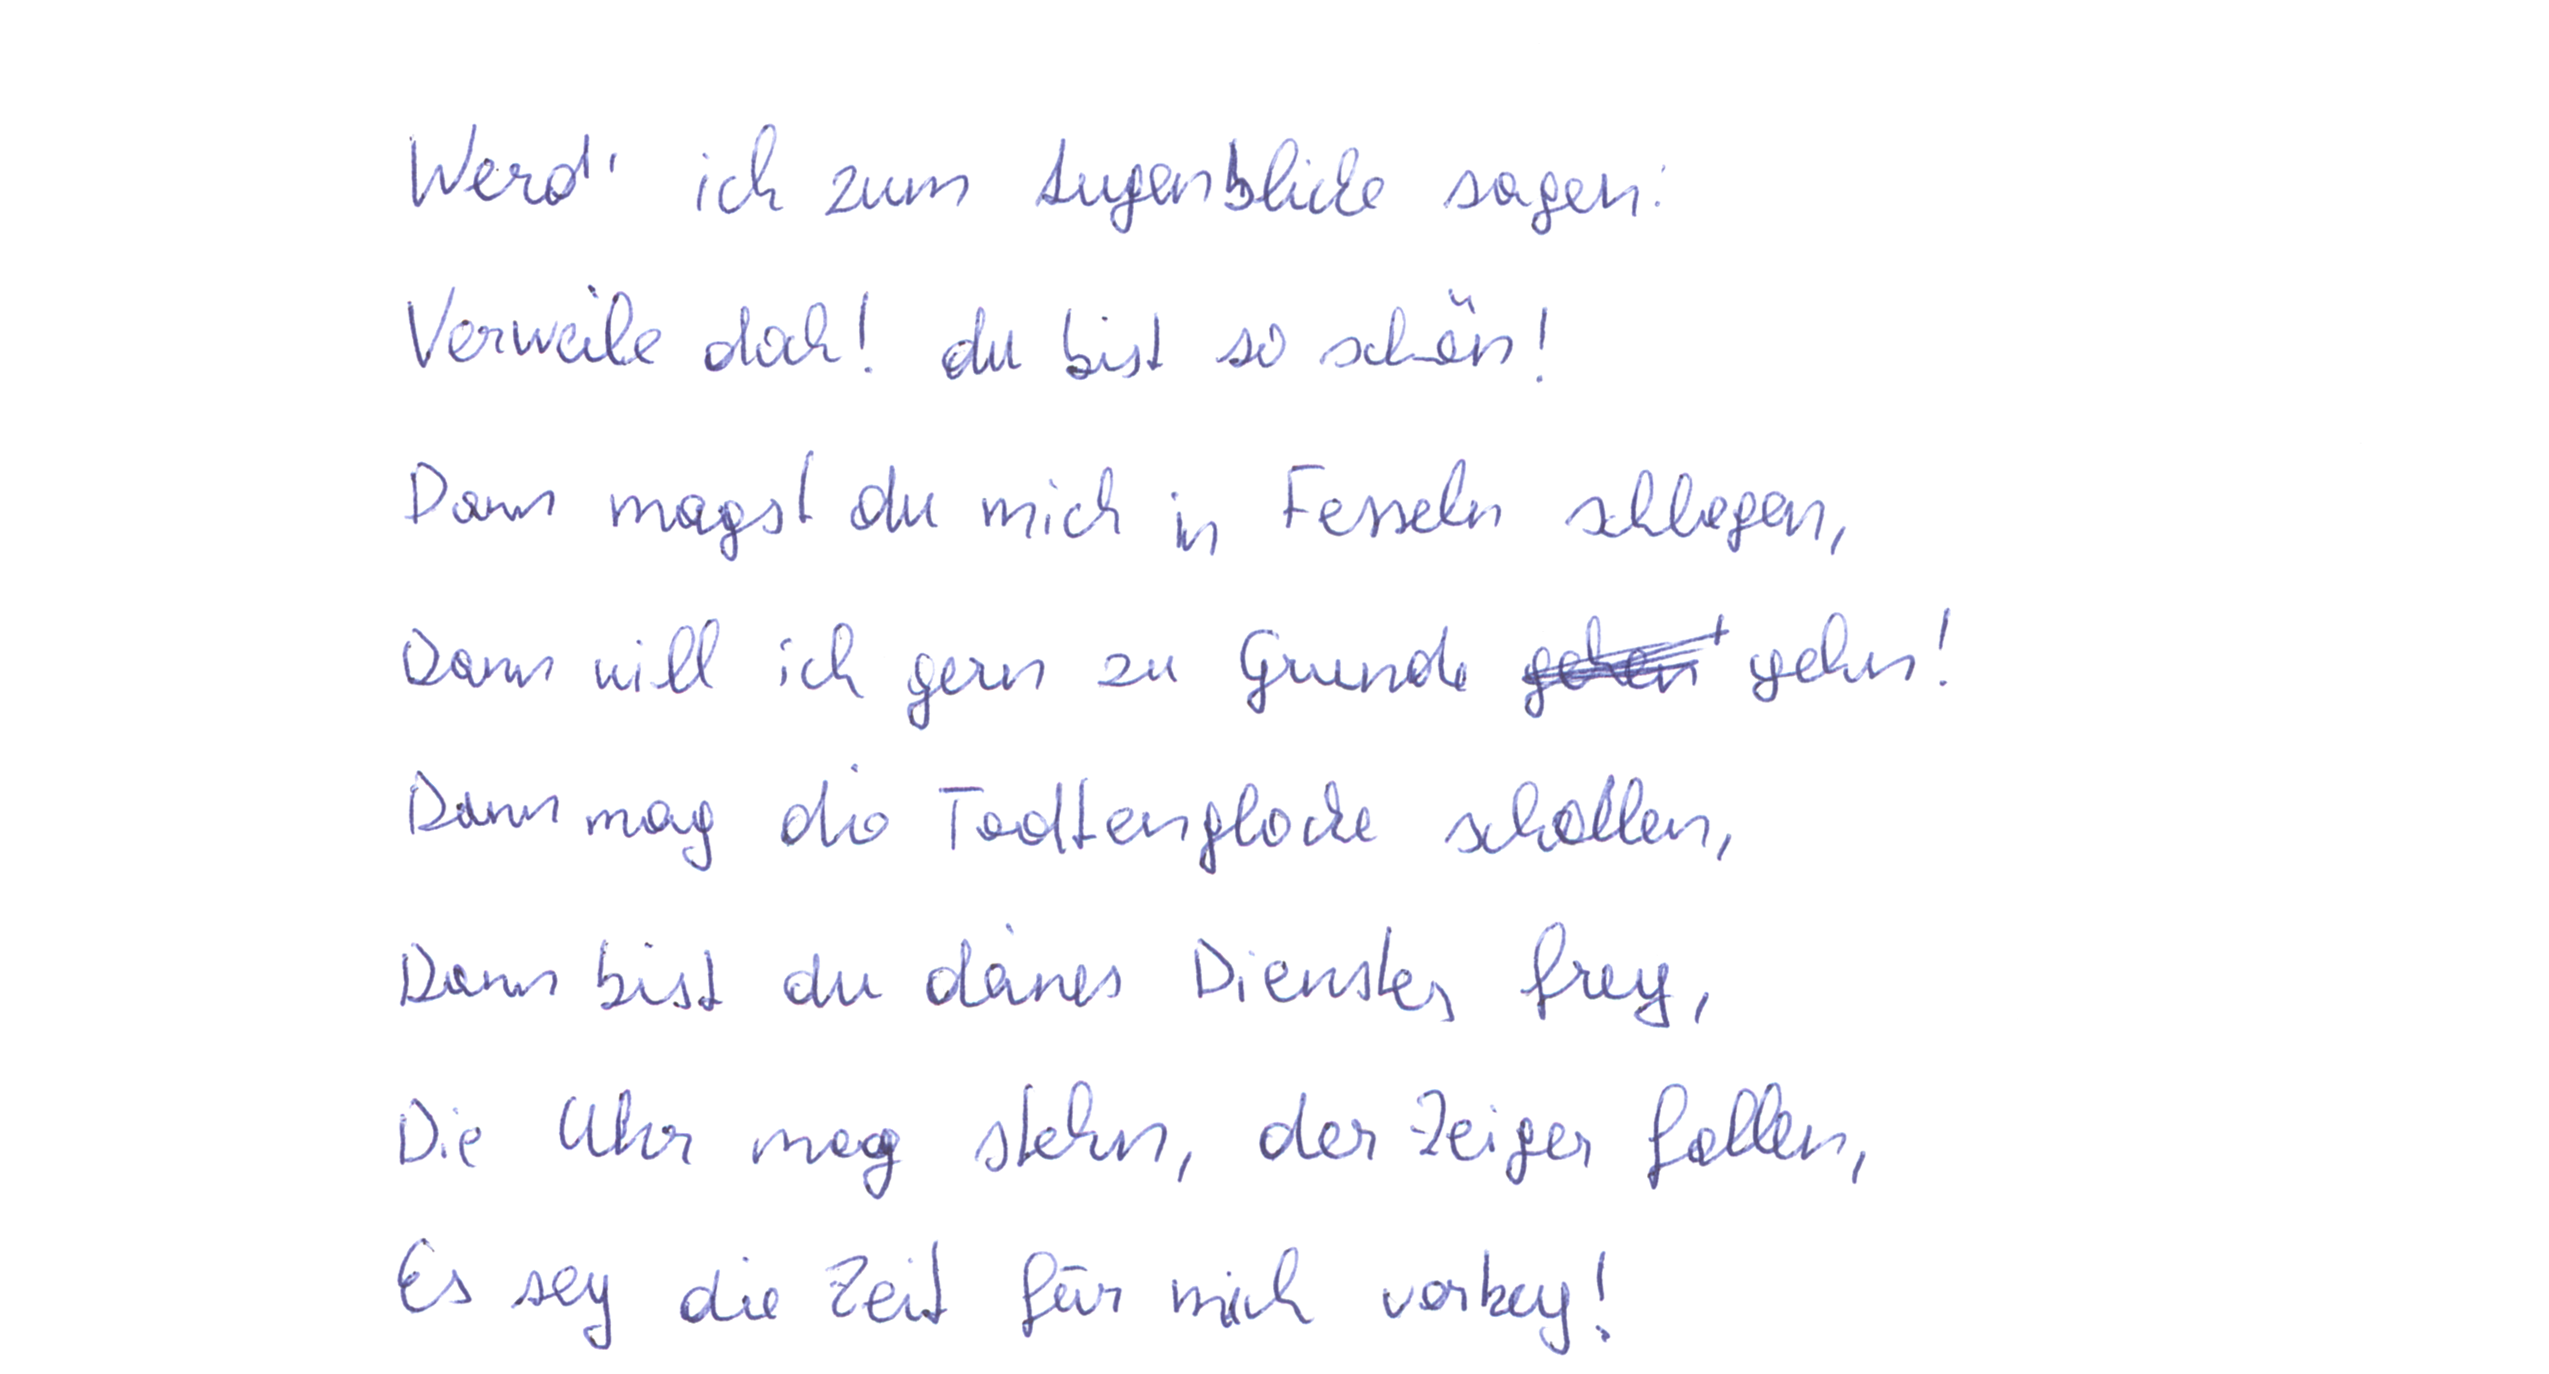 Werd' ich zum Augenblicke sagen:
Verweile doch! du bist so schön!
Dann magst du mich in Fesseln schlagen,
Dann will ich gern zu Grunde gehn!
Dann mag die Todtenglocke schallen,
Dann bist du deines Dienstes frey,
Die Uhr mag stehn, der Zeiger fallen,
Es sey die Zeit für mich vorbey!